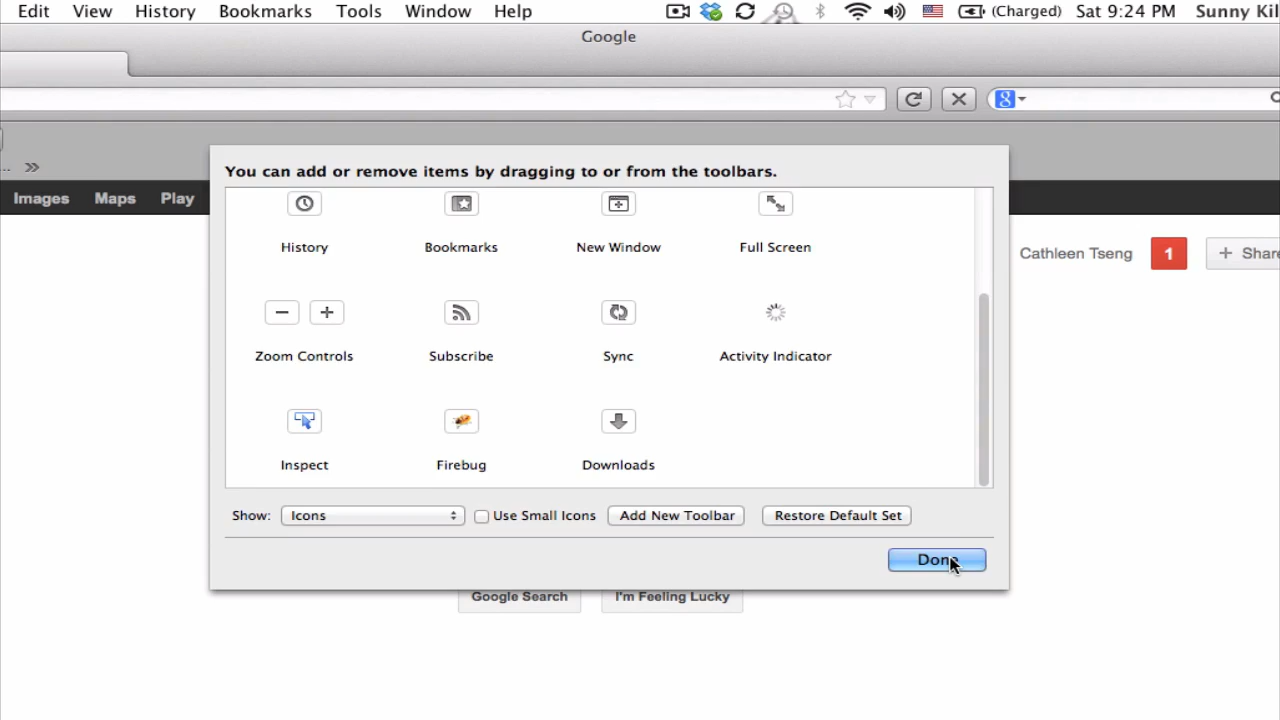 Edit View History Bookmarks Tools Window Help (Charged) Sat 9:24 PM Sunny Kil
Google
8
... »
Images Maps Play
You can add or remove items by dragging to or from the toolbars.
Cathleen Tseng 1 + Share
History Bookmarks New Window Full Screen
Zoom Controls Subscribe Sync Activity Indicator
Inspect Firebug Downloads
Show: Icons Use Small Icons Add New Toolbar Restore Default Set
Done
Google Search I'm Feeling Lucky